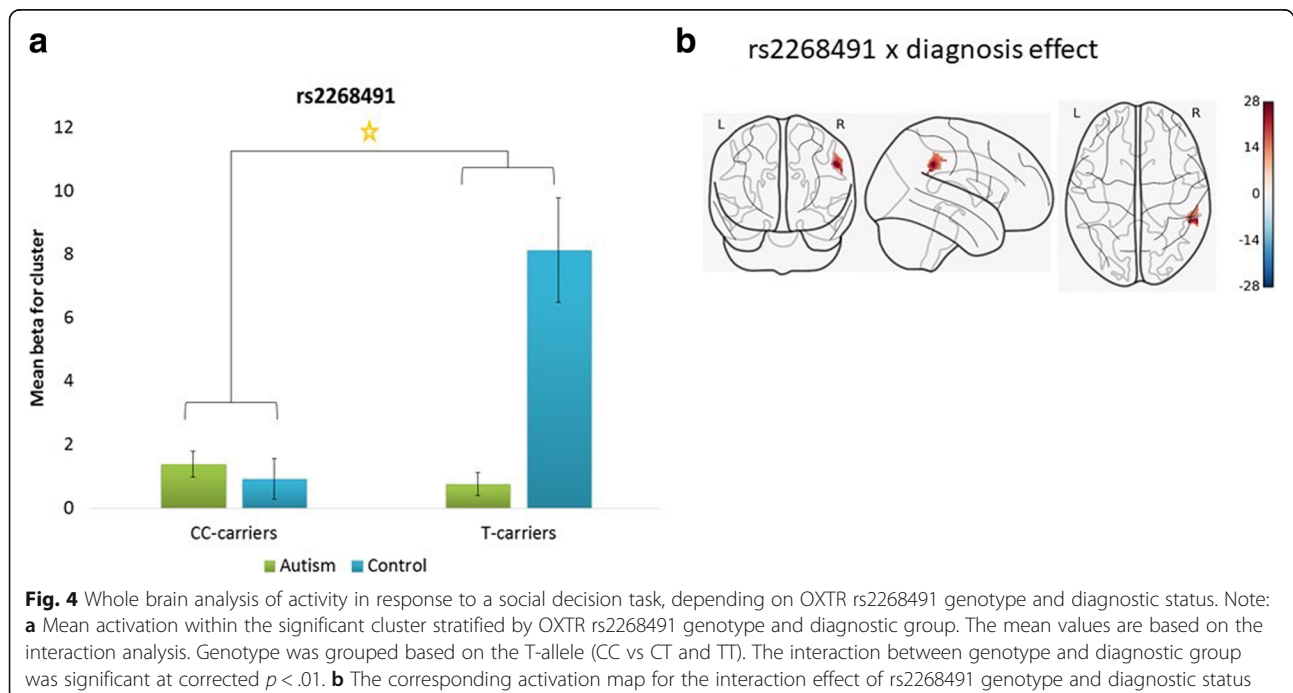 a
rs2268491
12
10
8
6
4
2
0
Mean beta for cluster
CC-carriers
T-carriers
Autism
Control
b
rs2268491 x diagnosis effect
L
R
L
R
28
14
0
-14
-28
Fig. 4 Whole brain analysis of activity in response to a social decision task, depending on OXTR rs2268491 genotype and diagnostic status. Note:
a Mean activation within the significant cluster stratified by OXTR rs2268491 genotype and diagnostic group. The mean values are based on the
interaction analysis. Genotype was grouped based on the T-allele (CC vs CT and TT). The interaction between genotype and diagnostic group
was significant at corrected p < .01. b The corresponding activation map for the interaction effect of rs2268491 genotype and diagnostic status